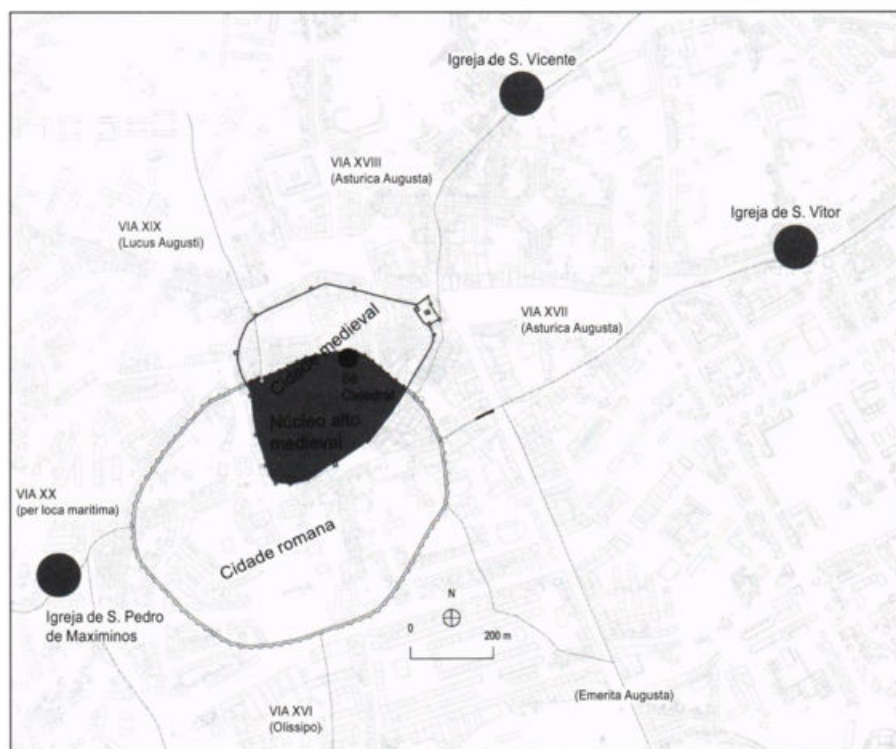 Igreja de S. Vicente
VIA XVIII
(Asturica Augusta)
Igreja de S. Vitor
VIA XIX
(Lucus Augusti)
VIA XVII
(Asturica Augusta)
Cidade medieval
Sé
Catedral
Núcleo alto
medieval
VIA XX
(per loca maritima)
Cidade romana
Igreja de S. Pedro
de Maximinos
N
0
200 m
(Emerita Augusta)
VIA XVI
(Olissipo)